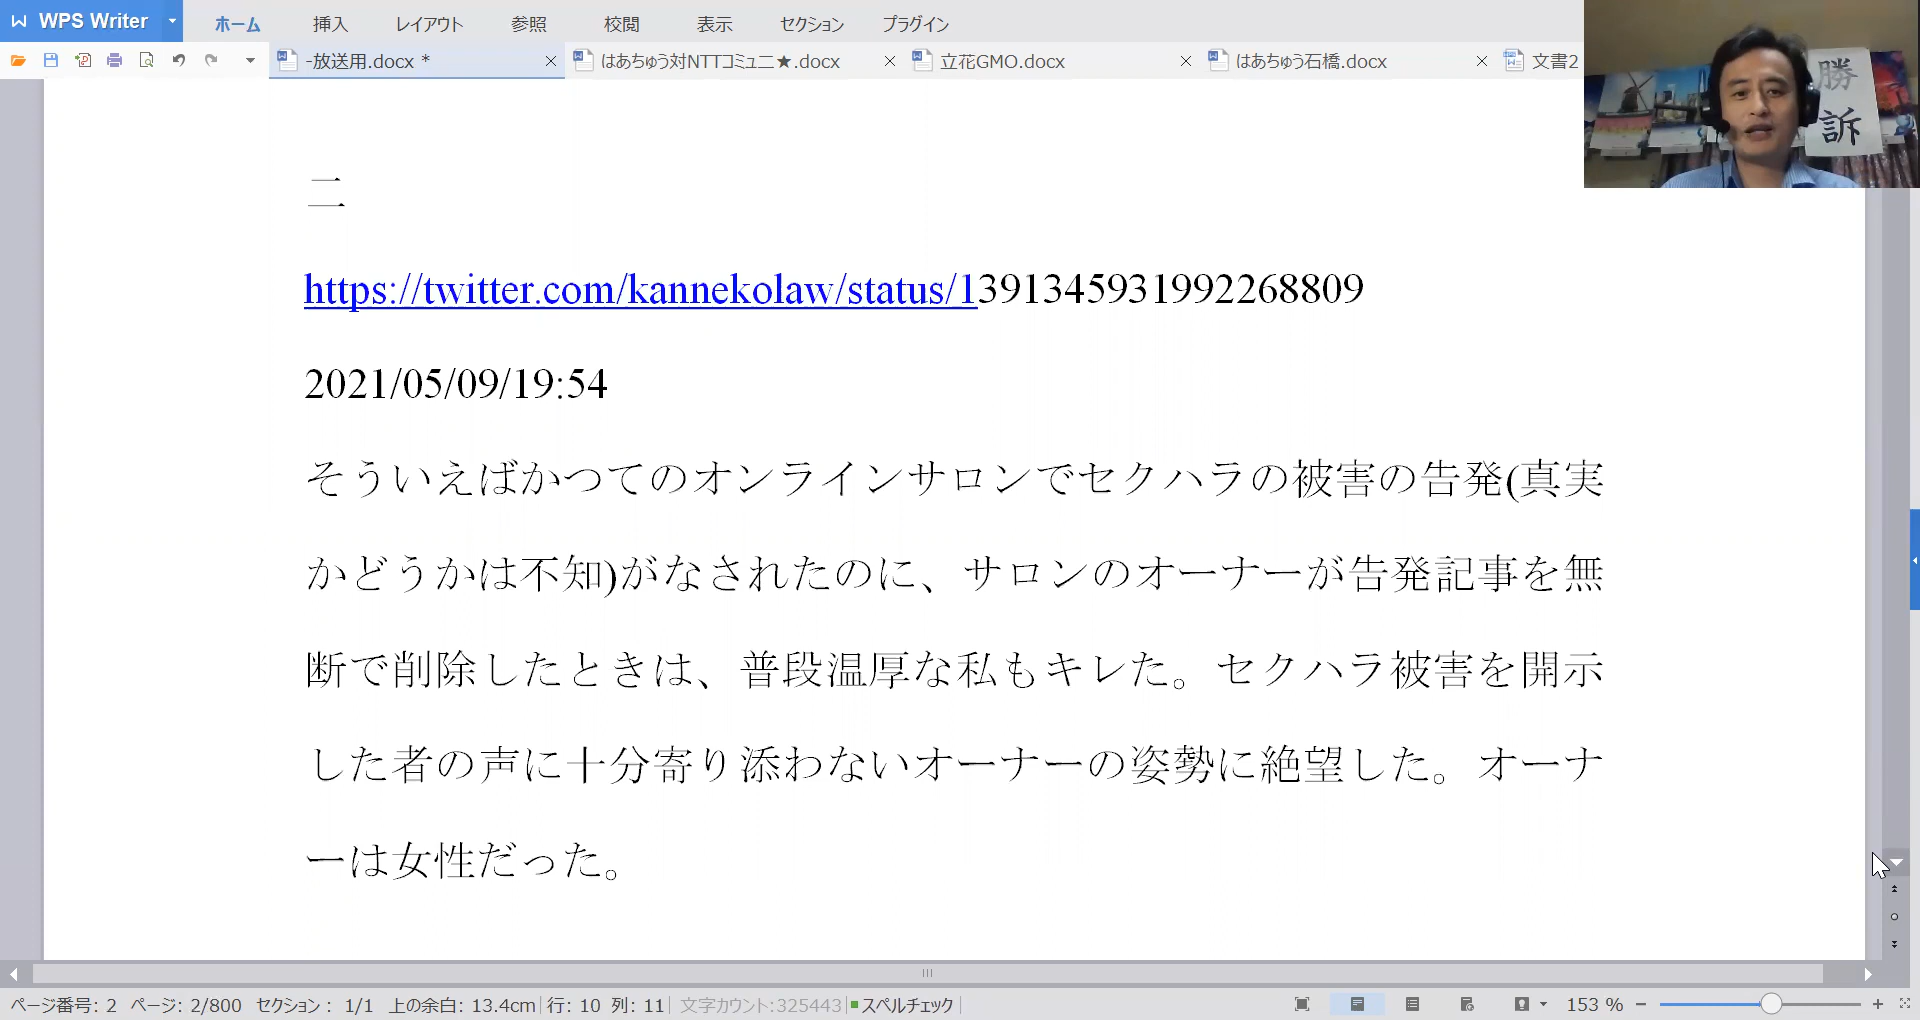 WPS Writer
ホーム 挿入 レイアウト 参照 校閲 表示 セクション プラグイン
-放送用.docx * はあちゅう対NTTコミュニ★.docx 立花GMO.docx はあちゅう石橋.docx 文書2
勝
訴
二
https://twitter.com/kannekolaw/status/1391345931992268809
2021/05/09/19:54
そういえばかつてのオンラインサロンでセクハラの被害の告発(真実
かどうかは不知)がなされたのに、サロンのオーナーが告発記事を無
断で削除したときは、普段温厚な私もキレた。セクハラ被害を開示
した者の声に十分寄り添わないオーナーの姿勢に絶望した。オーナ
ーは女性だった。
ページ番号: 2 ページ: 2/800 セクション: 1/1 上の余白: 13.4cm 行: 10 列: 11 文字カウント:325443 スペルチェック 153 %